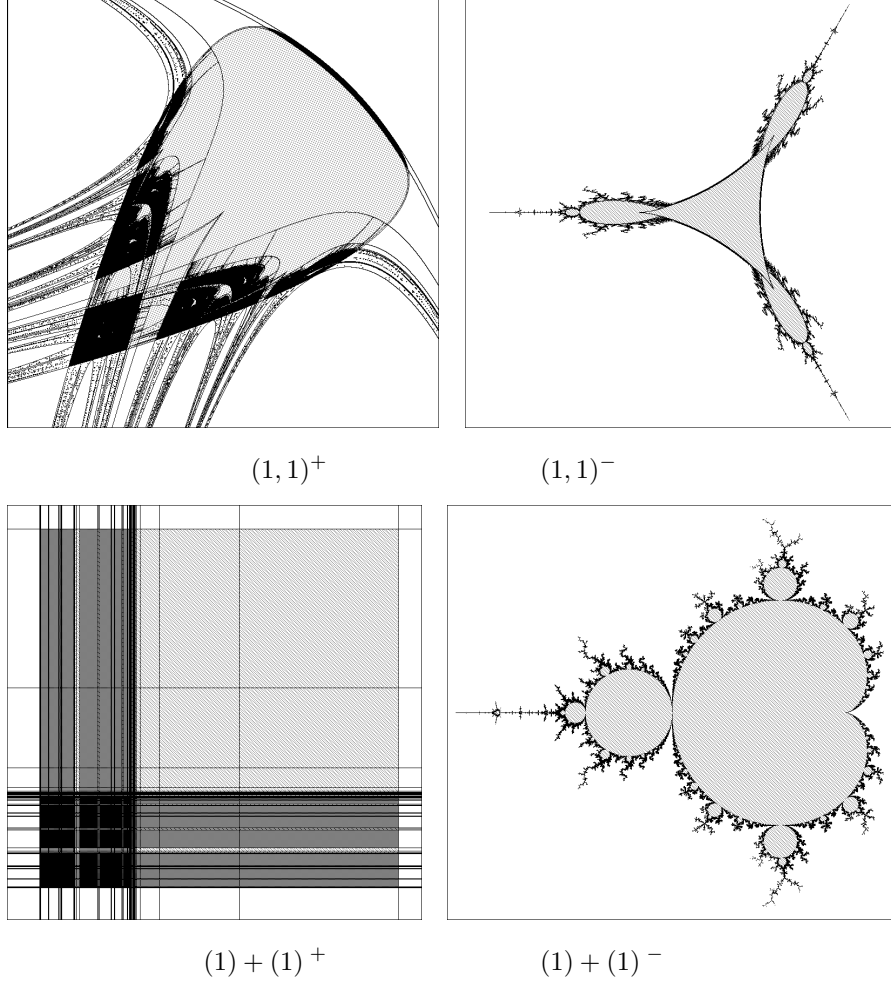 (1, 1)⁺ (1, 1)⁻
(1) + (1) ⁺ (1) + (1) ⁻